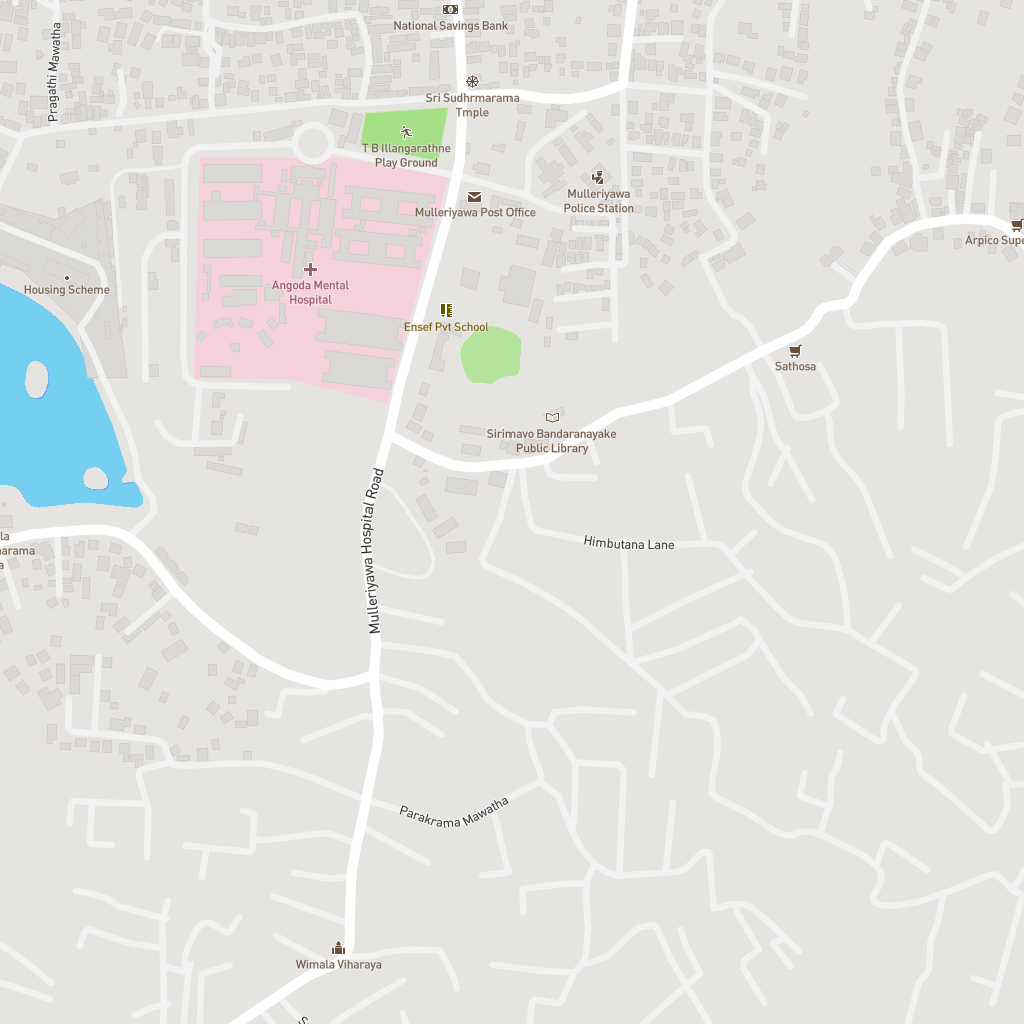 National Savings Bank
Pragathi Mawatha
Sri Sudhrmarama
Tmple
T B Illangarathne
Play Ground
Mulleriyawa
Police Station
Mulleriyawa Post Office
Arpico Supe
Angoda Mental
Hospital
Housing Scheme
Ensef Pvt School
Sathosa
Sirimavo Bandaranayake
Public Library
Mulleriyawa Hospital Road
Himbutana Lane
la
arama
a
Parakrama Mawatha
Wimala Viharaya
S